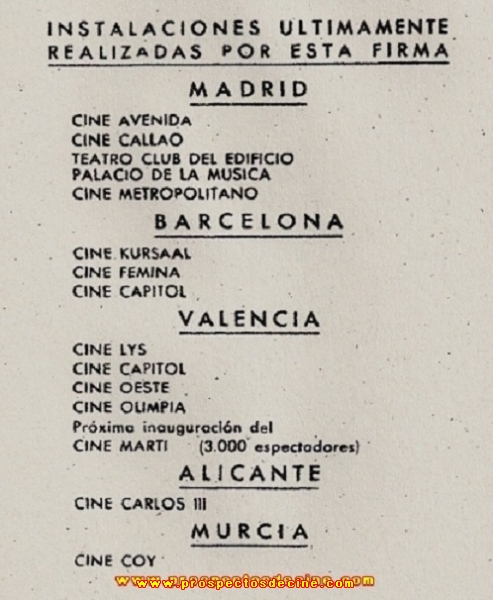 INSTALACIONES ULTIMAMENTE
REALIZADAS POR ESTA FIRMA
MADRID
CINE AVENIDA
CINE CALLAO
TEATRO CLUB DEL EDIFICIO
PALACIO DE LA MUSICA
CINE METROPOLITANO
BARCELONA
CINE KURSAAL
CINE FEMINA
CINE CAPITOL
VALENCIA
CINE LYS
CINE CAPITOL
CINE OESTE
CINE OLIMPIA
Próxima inauguración del
CINE MARTI (3.000 espectadores)
ALICANTE
CINE CARLOS III
MURCIA
CINE COY
www.prospectosdecine.com